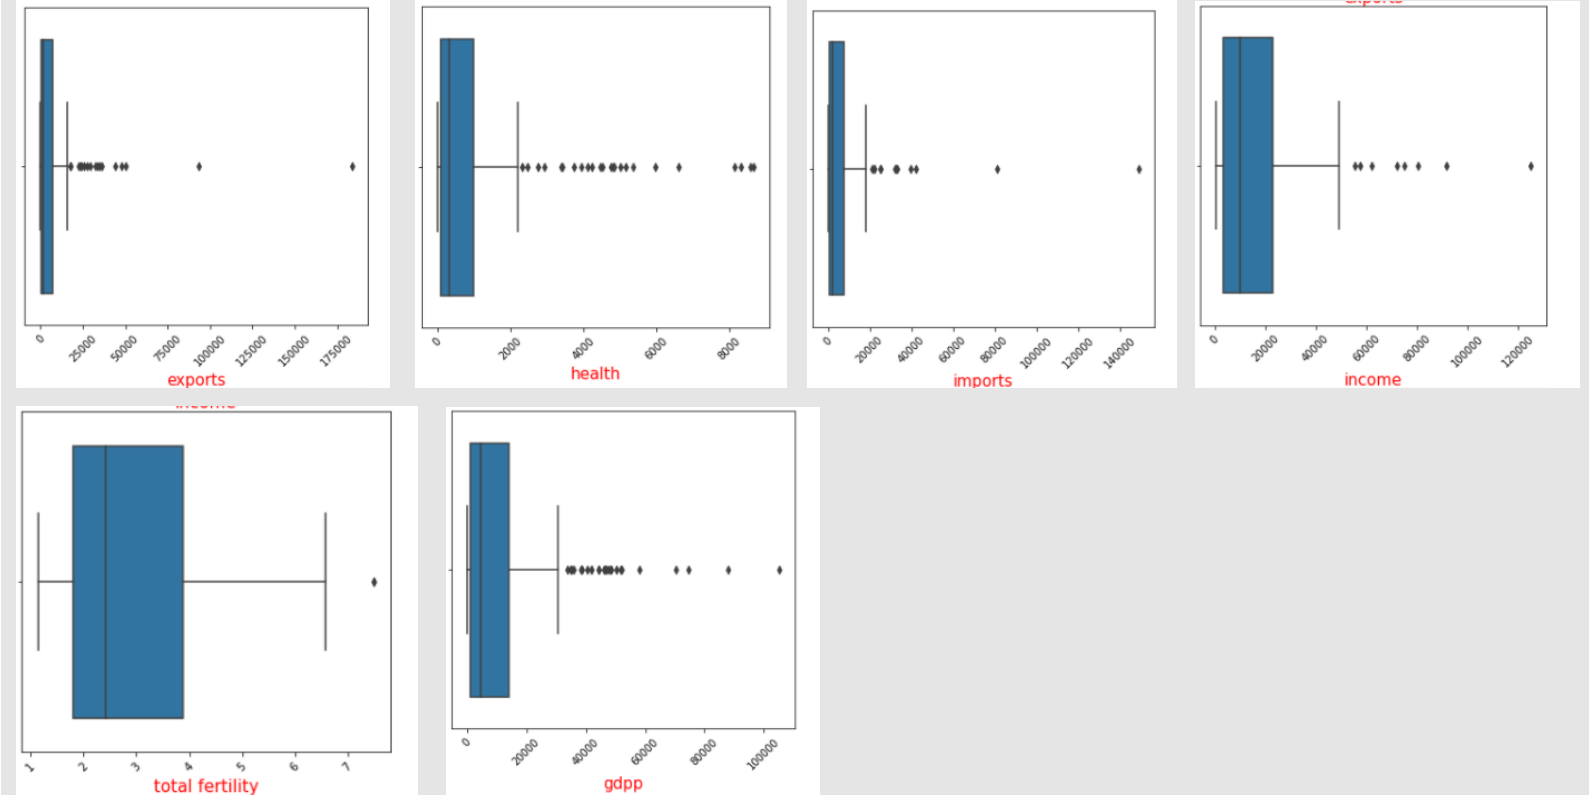 exports
0 25000 50000 75000 100000 125000 150000 175000
exports
0 2000 4000 6000 8000
health
0 20000 40000 60000 80000 100000 120000 140000
imports
0 20000 40000 60000 80000 100000 120000
income
income
1 2 3 4 5 6 7
total fertility
0 20000 40000 60000 80000 100000
gdpp